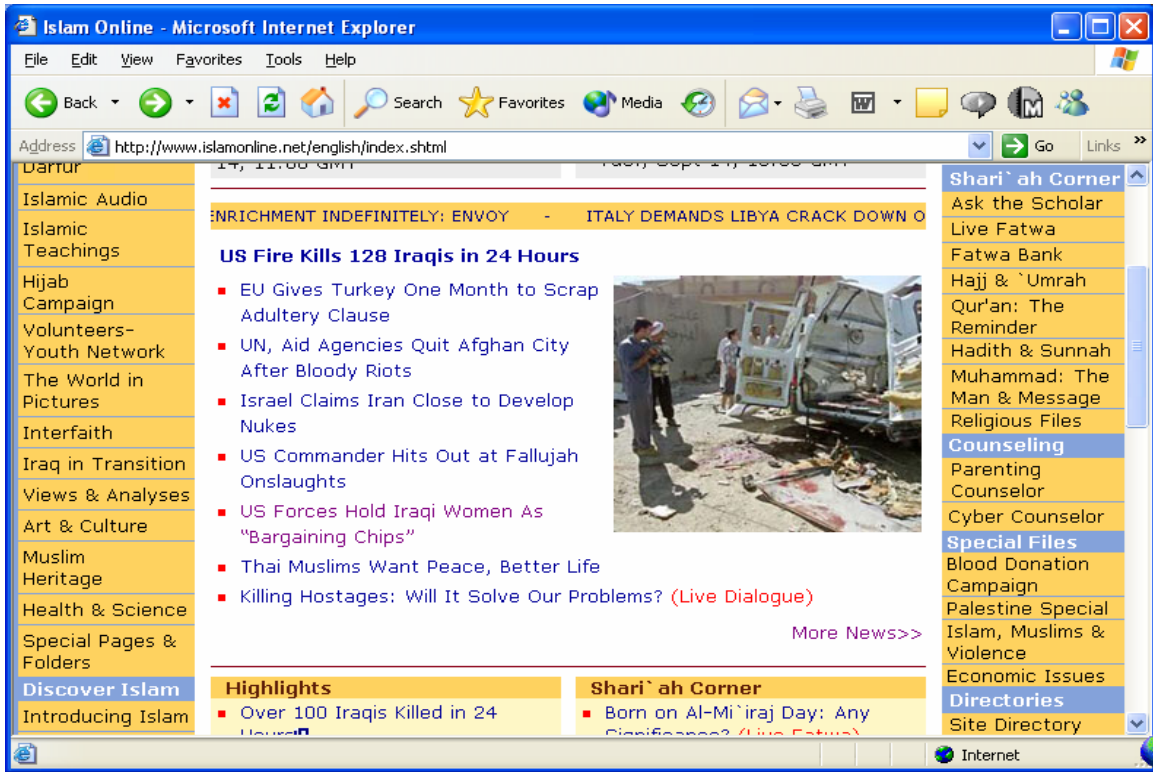 Islam Online - Microsoft Internet Explorer
File Edit View Favorites Tools Help
Back Search Favorites Media
Address http://www.islamonline.net/english/index.shtml Go Links »
Darfur
Islamic Audio
Islamic
Teachings
Hijab
Campaign
Volunteers-
Youth Network
The World in
Pictures
Interfaith
Iraq in Transition
Views & Analyses
Art & Culture
Muslim
Heritage
Health & Science
Special Pages &
Folders
Discover Islam
Introducing Islam
14, 11:00 GMT
ENRICHMENT INDEFINITELY: ENVOY - ITALY DEMANDS LIBYA CRACK DOWN O
US Fire Kills 128 Iraqis in 24 Hours
EU Gives Turkey One Month to Scrap
Adultery Clause
UN, Aid Agencies Quit Afghan City
After Bloody Riots
Israel Claims Iran Close to Develop
Nukes
US Commander Hits Out at Fallujah
Onslaughts
US Forces Hold Iraqi Women As
“Bargaining Chips”
Thai Muslims Want Peace, Better Life
Killing Hostages: Will It Solve Our Problems? (Live Dialogue)
More News>>
Highlights
Over 100 Iraqis Killed in 24
Hours
Shari`ah Corner
Born on Al-Mi`iraj Day: Any
Significance? (Live Fatwa)
Shari`ah Corner
Ask the Scholar
Live Fatwa
Fatwa Bank
Hajj & `Umrah
Qur'an: The
Reminder
Hadith & Sunnah
Muhammad: The
Man & Message
Religious Files
Counseling
Parenting
Counselor
Cyber Counselor
Special Files
Blood Donation
Campaign
Palestine Special
Islam, Muslims &
Violence
Economic Issues
Directories
Site Directory
Internet